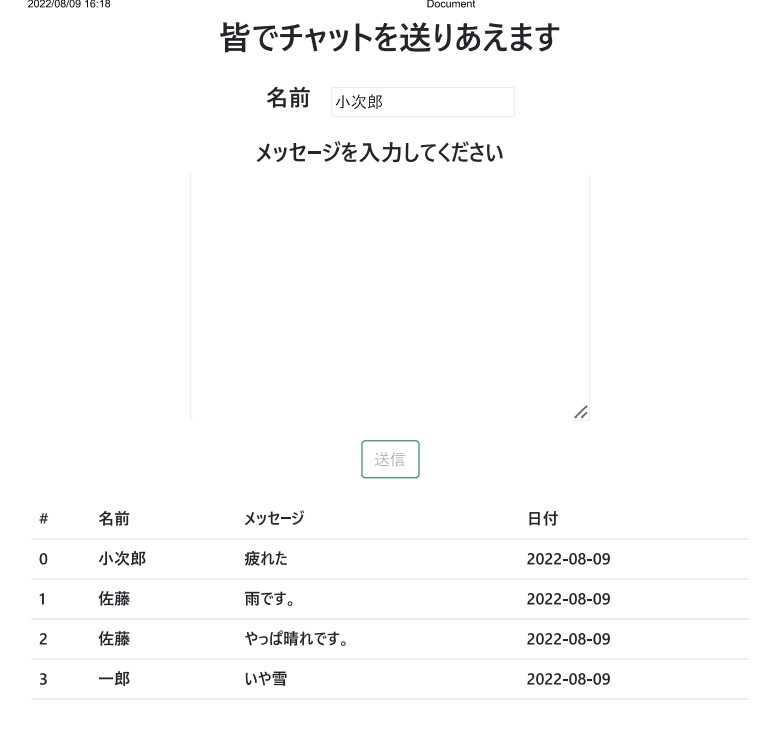 2022/08/09 16:18 Document
皆でチャットを送りあえます
名前 小次郎
メッセージを入力してください
送信
# 名前 メッセージ 日付
0 小次郎 疲れた 2022-08-09
1 佐藤 雨です。 2022-08-09
2 佐藤 やっぱ晴れです。 2022-08-09
3 一郎 いや雪 2022-08-09